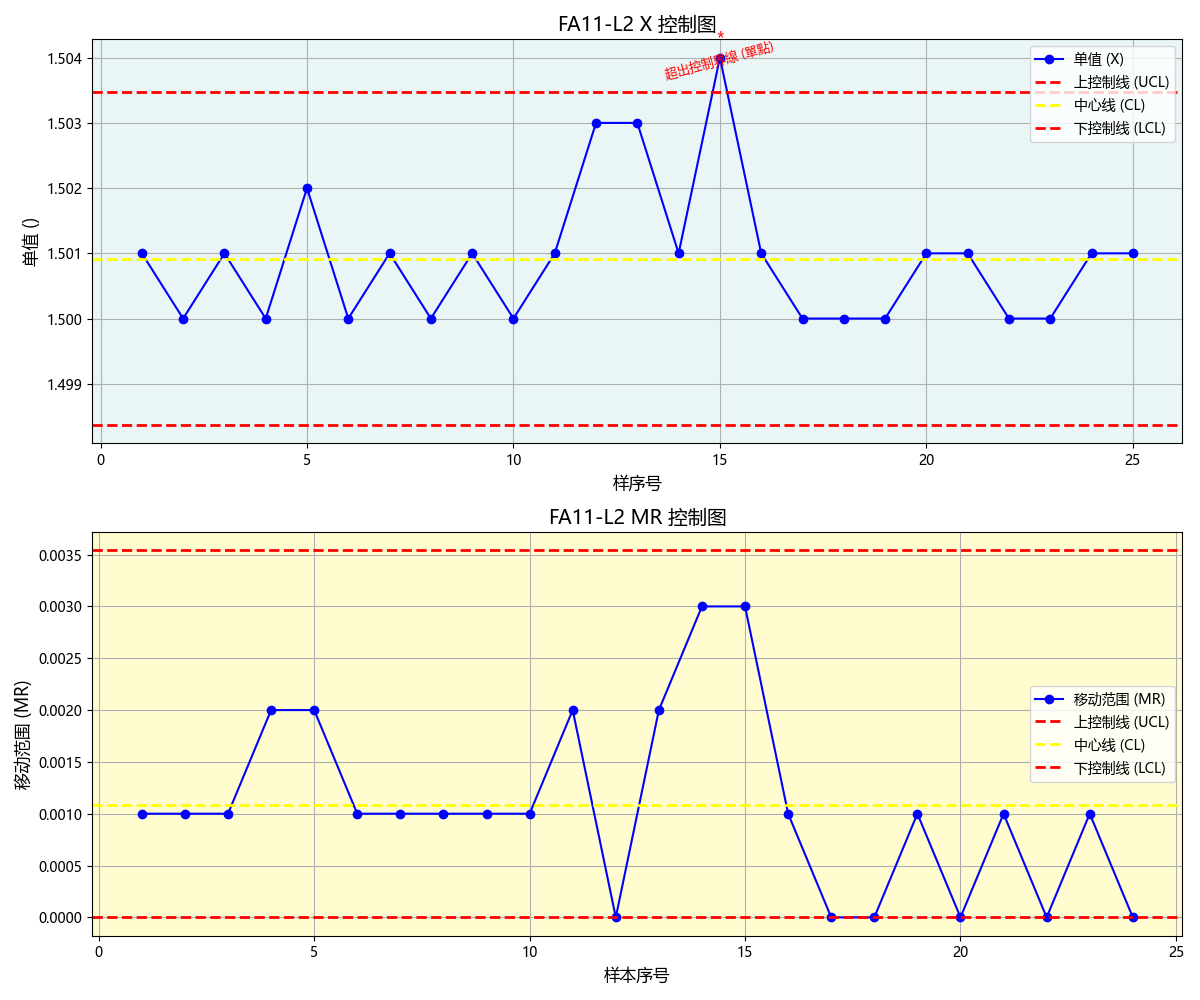 FA11-L2 X 控制图
*
超出控制界線 (單點)
单值 (X)
上控制线 (UCL)
中心线 (CL)
下控制线 (LCL)
单值 ()
1.504
1.503
1.502
1.501
1.500
1.499
0 5 10 15 20 25
样序号
FA11-L2 MR 控制图
移动范围 (MR)
上控制线 (UCL)
中心线 (CL)
下控制线 (LCL)
移动范围 (MR)
0.0035
0.0030
0.0025
0.0020
0.0015
0.0010
0.0005
0.0000
0 5 10 15 20 25
样本序号